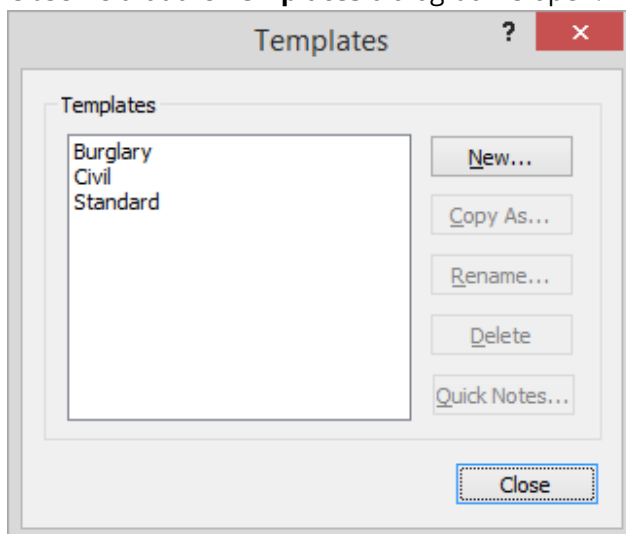 Templates
?
×
Templates
Burglary
Civil
Standard
New...
Copy As...
Rename...
Delete
Quick Notes...
Close